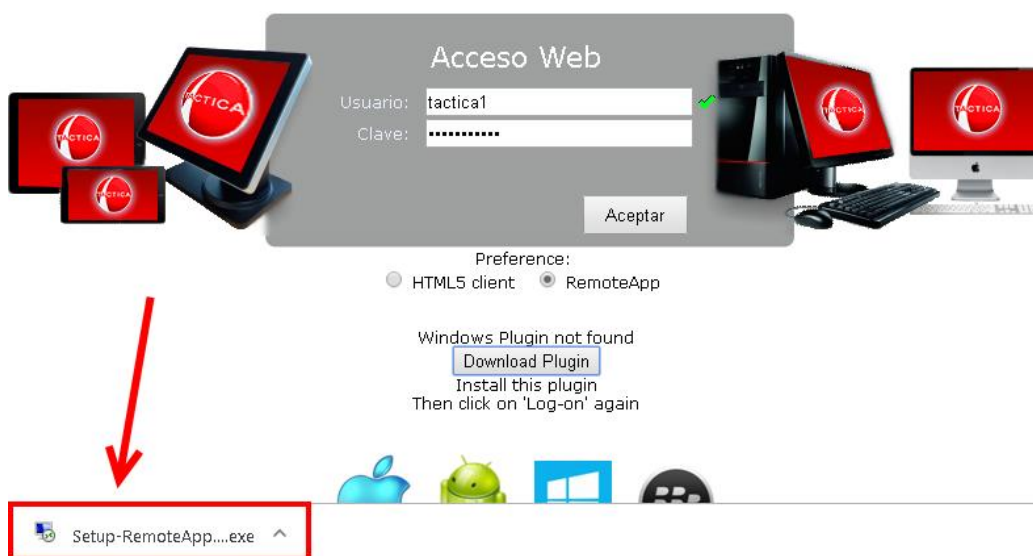 Acceso Web
Usuario: tactica1
Clave: •••••••••••
Aceptar
TACTICA
TACTICA
TACTICA
TACTICA
TACTICA
Preference:
HTML5 client RemoteApp
Windows Plugin not found
Download Plugin
Install this plugin
Then click on 'Log-on' again
Setup-RemoteApp....exe